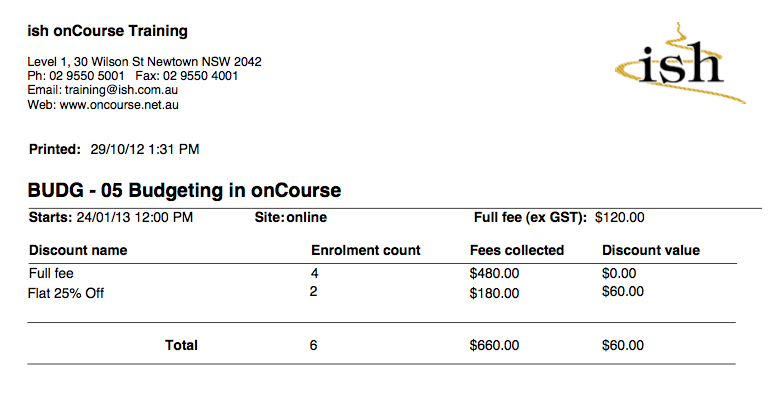 ish onCourse Training
ish
Level 1, 30 Wilson St Newtown NSW 2042
Ph: 02 9550 5001 Fax: 02 9550 4001
Email: training@ish.com.au
Web: www.oncourse.net.au
Printed: 29/10/12 1:31 PM
BUDG - 05 Budgeting in onCourse
Starts: 24/01/13 12:00 PM Site: online Full fee (ex GST): $120.00
Discount name Enrolment count Fees collected Discount value
Full fee 4 $480.00 $0.00
Flat 25% Off 2 $180.00 $60.00
Total 6 $660.00 $60.00